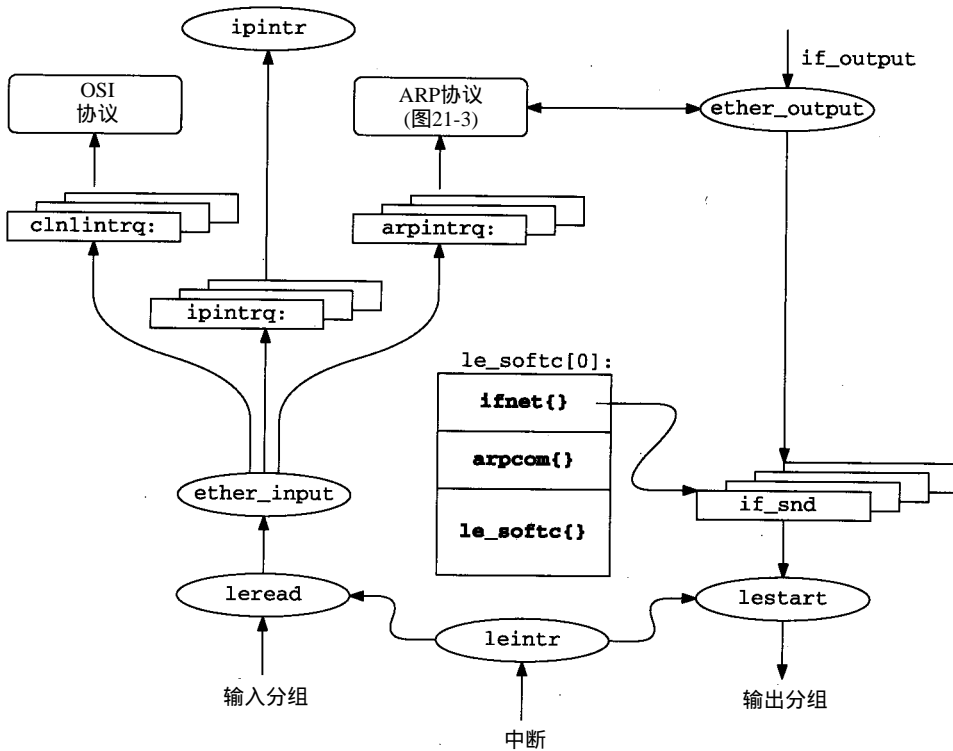 ipintr
if_output
OSI
协议
ARP协议
(图21-3)
ether_output
clnlintrq:
arpintrq:
ipintrq:
le_softc[0]:
ifnet{}
arpcom{}
ether_input
if_snd
le_softc{}
leread
lestart
leintr
输入分组
输出分组
中断